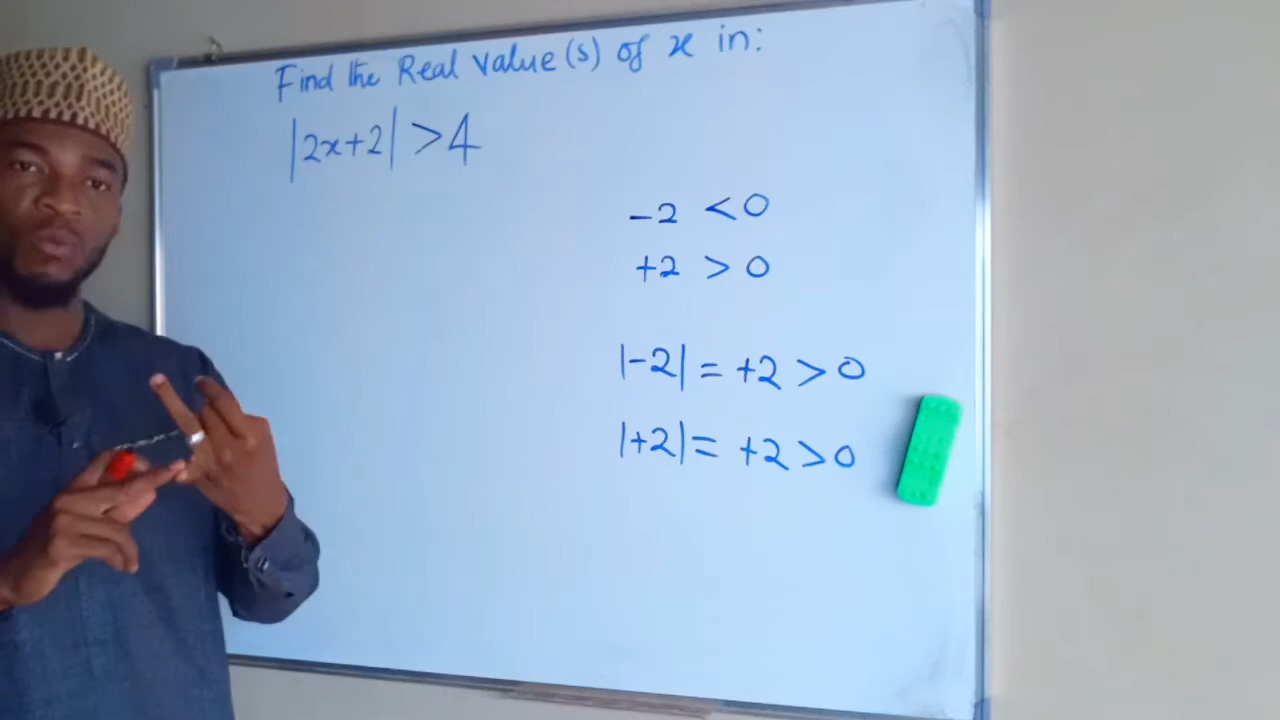 Find the Real value(s) of x in:
|2x+2| >4
-2 <0
+2 > 0
|-2| = +2 > 0
|+2| = +2 >0